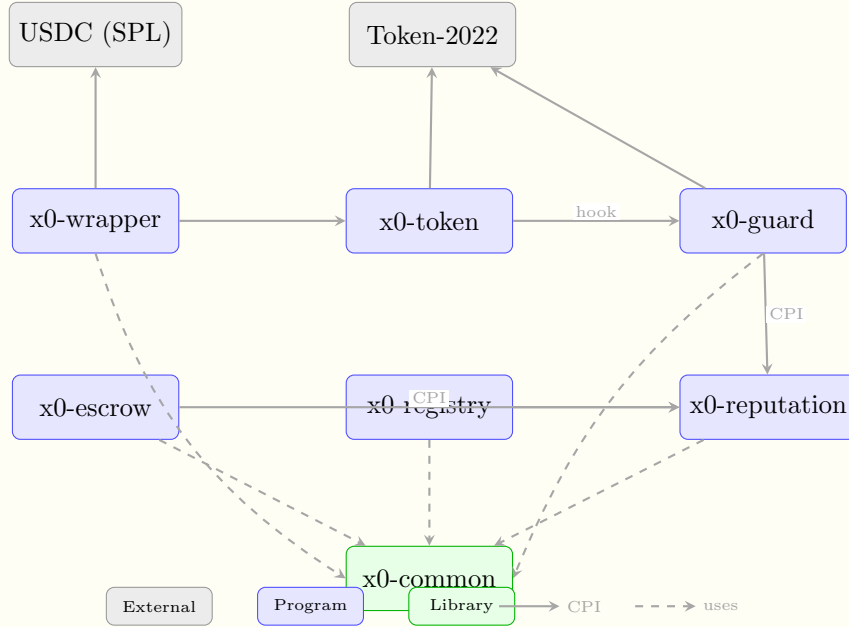 USDC (SPL)
Token-2022
x0-wrapper
x0-token
hook
x0-guard
CPI
x0-escrow
CPI
x0-registry
x0-reputation
x0-common
External
Program
Library
CPI
uses